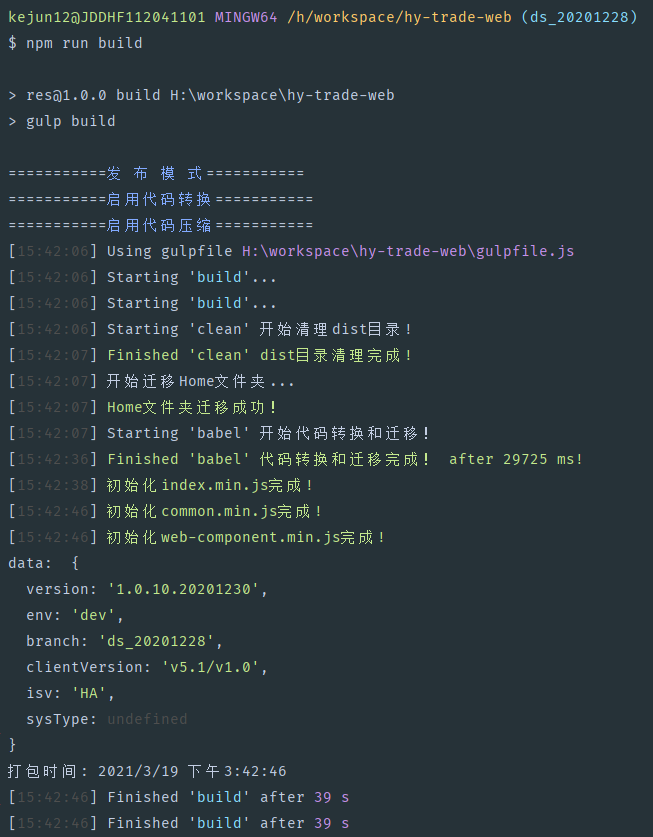 kejun12@JDDHF112041101 MINGW64 /h/workspace/hy-trade-web (ds_20201228)
$ npm run build
> res@1.0.0 build H:\workspace\hy-trade-web
> gulp build
===========发 布 模 式===========
===========启用代码转换===========
===========启用代码压缩===========
[15:42:06] Using gulpfile H:\workspace\hy-trade-web\gulpfile.js
[15:42:06] Starting 'build'...
[15:42:06] Starting 'build'...
[15:42:06] Starting 'clean' 开始清理dist目录！
[15:42:07] Finished 'clean' dist目录清理完成！
[15:42:07] 开始迁移Home文件夹...
[15:42:07] Home文件夹迁移成功！
[15:42:07] Starting 'babel' 开始代码转换和迁移！
[15:42:36] Finished 'babel' 代码转换和迁移完成！ after 29725 ms!
[15:42:38] 初始化index.min.js完成！
[15:42:46] 初始化common.min.js完成！
[15:42:46] 初始化web-component.min.js完成！
data:  {
  version: '1.0.10.20201230',
  env: 'dev',
  branch: 'ds_20201228',
  clientVersion: 'v5.1/v1.0',
  isv: 'HA',
  sysType: undefined
}
打包时间: 2021/3/19 下午3:42:46
[15:42:46] Finished 'build' after 39 s
[15:42:46] Finished 'build' after 39 s